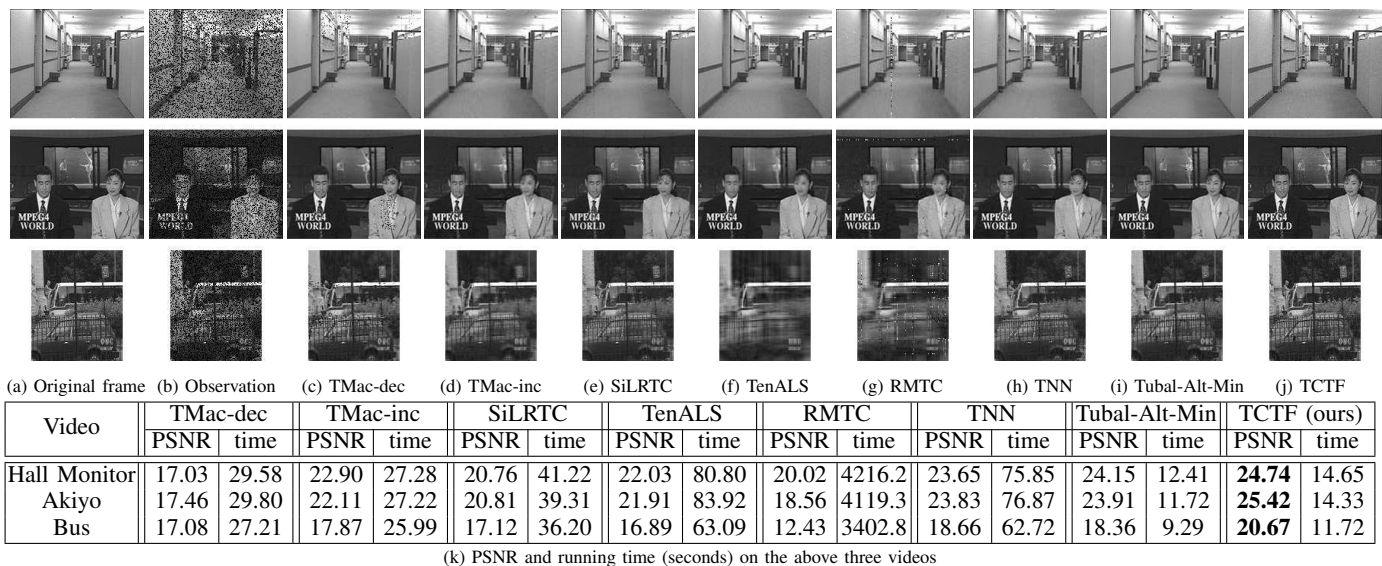 MPEG4 MPEG4 MPEG4 MPEG4 MPEG4 MPEG4 MPEG4 MPEG4 MPEG4 MPEG4
WORLD WORLD WORLD WORLD WORLD WORLD WORLD WORLD WORLD WORLD
(a) Original frame (b) Observation (c) TMac-dec (d) TMac-inc (e) SiLRTC (f) TenALS (g) RMTC (h) TNN (i) Tubal-Alt-Min (j) TCTF
Video TMac-dec TMac-inc SiLRTC TenALS RMTC TNN Tubal-Alt-Min TCTF (ours)
PSNR time PSNR time PSNR time PSNR time PSNR time PSNR time PSNR time PSNR time
Hall Monitor 17.03 29.58 22.90 27.28 20.76 41.22 22.03 80.80 20.02 4216.2 23.65 75.85 24.15 12.41 24.74 14.65
Akiyo 17.46 29.80 22.11 27.22 20.81 39.31 21.91 83.92 18.56 4119.3 23.83 76.87 23.91 11.72 25.42 14.33
Bus 17.08 27.21 17.87 25.99 17.12 36.20 16.89 63.09 12.43 3402.8 18.66 62.72 18.36 9.29 20.67 11.72
(k) PSNR and running time (seconds) on the above three videos